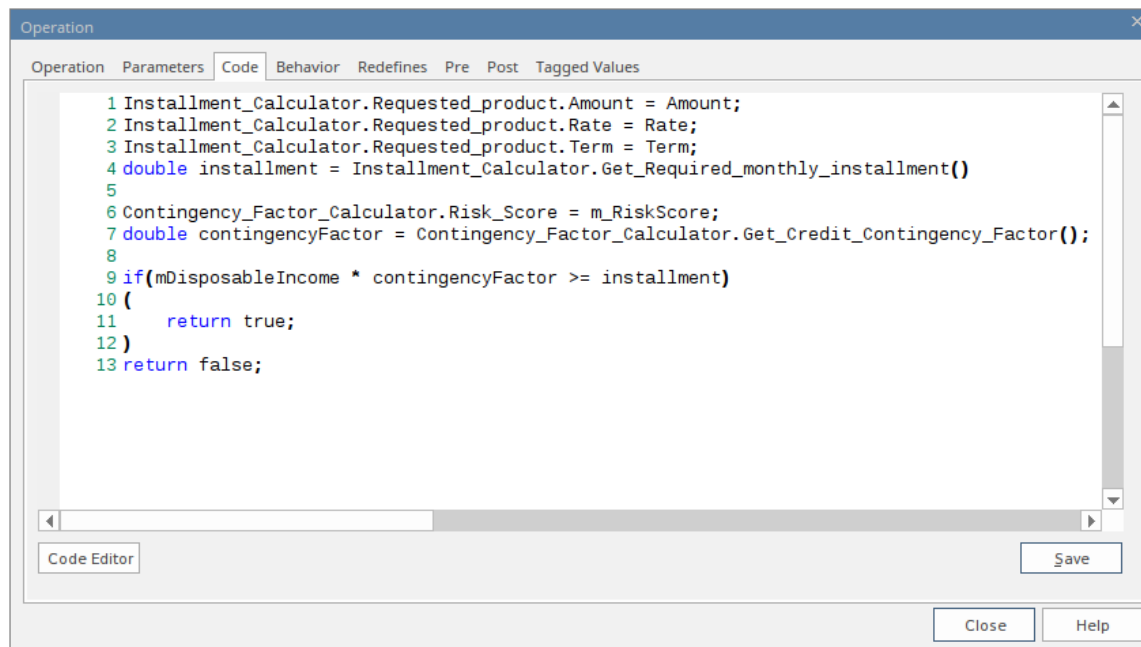 Operation
Operation Parameters Code Behavior Redefines Pre Post Tagged Values
1 Installment_Calculator.Requested_product.Amount = Amount;
2 Installment_Calculator.Requested_product.Rate = Rate;
3 Installment_Calculator.Requested_product.Term = Term;
4 double installment = Installment_Calculator.Get_Required_monthly_installment()
5
6 Contingency_Factor_Calculator.Risk_Score = m_RiskScore;
7 double contingencyFactor = Contingency_Factor_Calculator.Get_Credit_Contingency_Factor();
8
9 if(mDisposableIncome * contingencyFactor >= installment)
10 (
11     return true;
12 )
13 return false;
Code Editor Save
Close Help